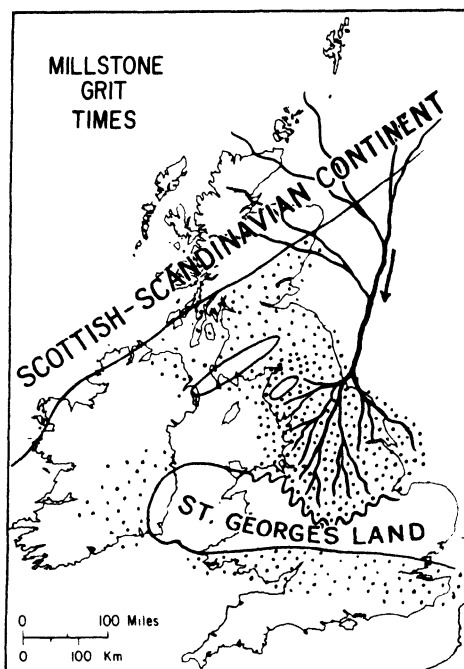 MILLSTONE
GRIT
TIMES
SCOTTISH-SCANDINAVIAN CONTINENT
ST. GEORGES LAND
0 100 Miles
0 100 Km